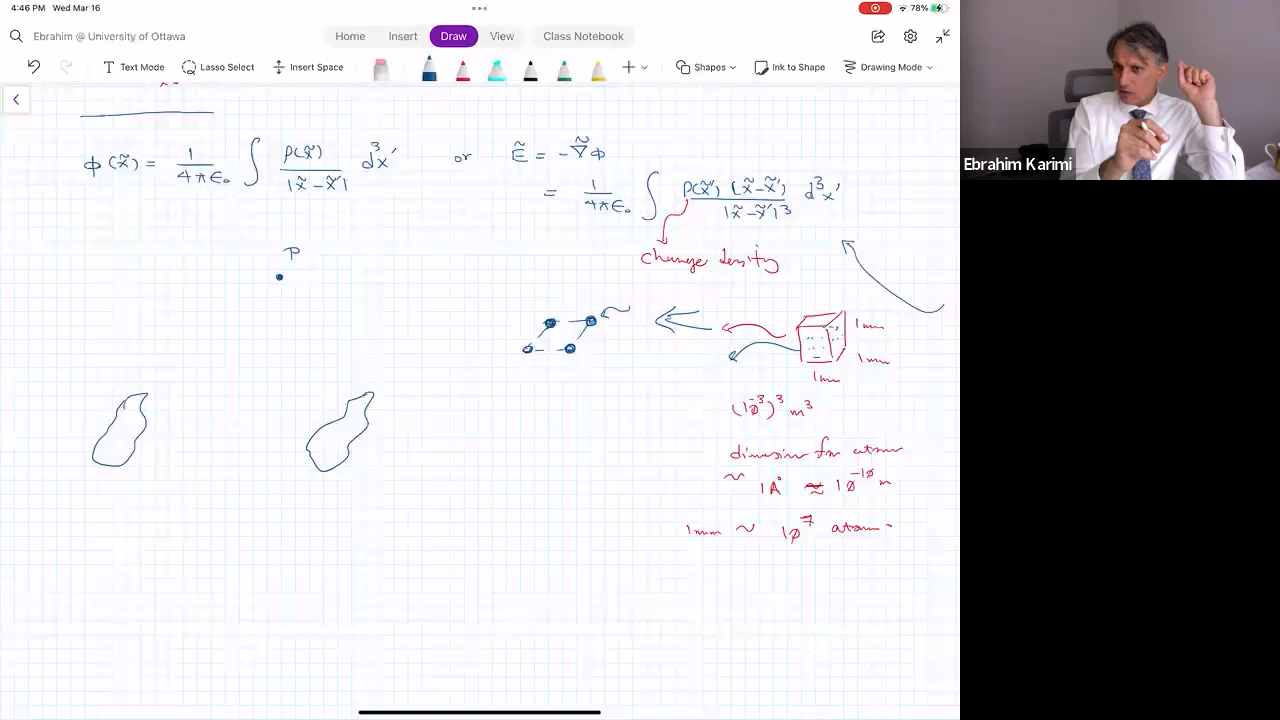 4:46 PM Wed Mar 16
78%
Ebrahim @ University of Ottawa
Home Insert Draw View Class Notebook
Text Mode Lasso Select Insert Space Shapes Ink to Shape Drawing Mode
Ebrahim Karimi
ϕ(x̃) = 1/4πε₀ ∫ ρ(x̃)/|x̃-x̃'| d³x' or Ẽ = -∇̃ϕ
= 1/4πε₀ ∫ ρ(x̃') (x̃-x̃')/|x̃-x̃'|³ d³x'
P
Charge density
1mm
1mm
1mm
(10⁻³)³ m³
dimension for atom
~ 1Å ≈ 10⁻¹⁰ m
1mm ~ 10⁷ atom